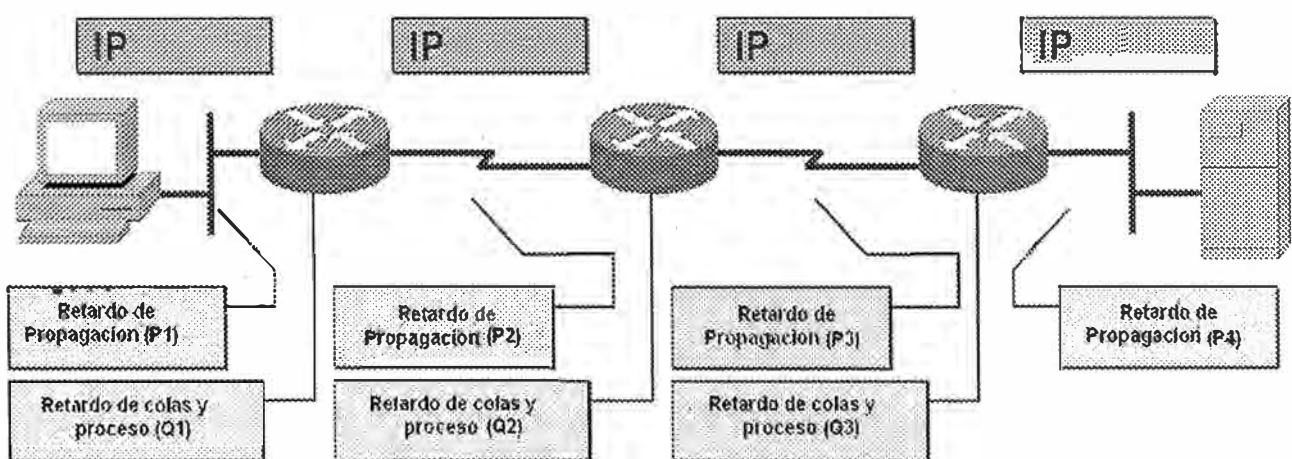 IP
IP
IP
IP
Retardo de
Propagacion (P1)
Retardo de
Propagacion (P2)
Retardo de
Propagacion (P3)
Retardo de
Propagacion (P4)
Retardo de colas y
proceso (Q1)
Retardo de colas y
proceso (Q2)
Retardo de colas y
proceso (Q3)